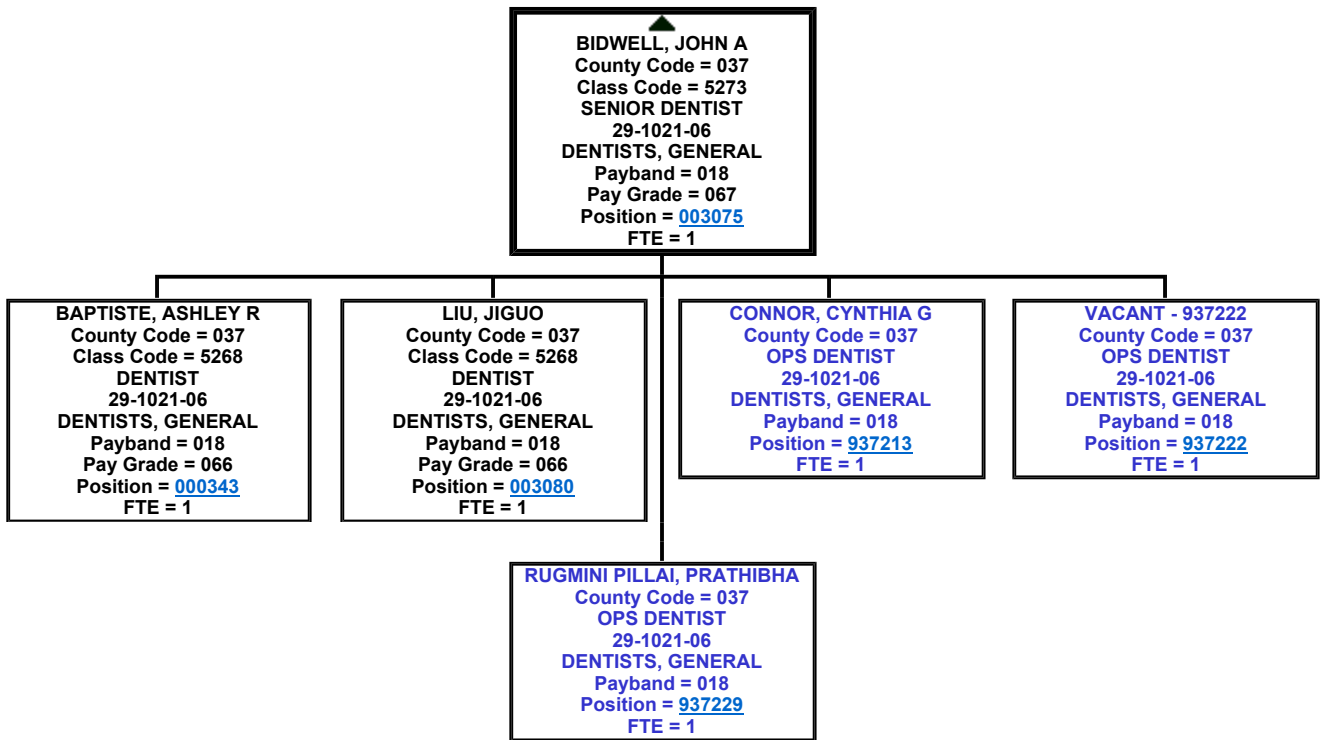 BIDWELL, JOHN A
County Code = 037
Class Code = 5273
SENIOR DENTIST
29-1021-06
DENTISTS, GENERAL
Payband = 018
Pay Grade = 067
Position = 003075
FTE = 1
BAPTISTE, ASHLEY R
County Code = 037
Class Code = 5268
DENTIST
29-1021-06
DENTISTS, GENERAL
Payband = 018
Pay Grade = 066
Position = 000343
FTE = 1
LIU, JIGUO
County Code = 037
Class Code = 5268
DENTIST
29-1021-06
DENTISTS, GENERAL
Payband = 018
Pay Grade = 066
Position = 003080
FTE = 1
CONNOR, CYNTHIA G
County Code = 037
OPS DENTIST
29-1021-06
DENTISTS, GENERAL
Payband = 018
Position = 937213
FTE = 1
VACANT - 937222
County Code = 037
OPS DENTIST
29-1021-06
DENTISTS, GENERAL
Payband = 018
Position = 937222
FTE = 1
RUGMINI PILLAI, PRATHIBHA
County Code = 037
OPS DENTIST
29-1021-06
DENTISTS, GENERAL
Payband = 018
Position = 937229
FTE = 1